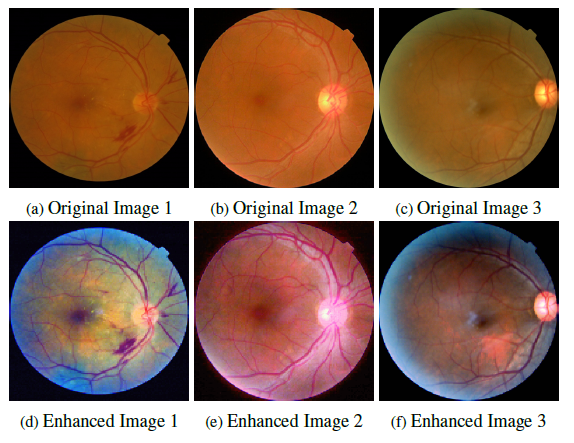 (a) Original Image 1
(b) Original Image 2
(c) Original Image 3
(d) Enhanced Image 1
(e) Enhanced Image 2
(f) Enhanced Image 3